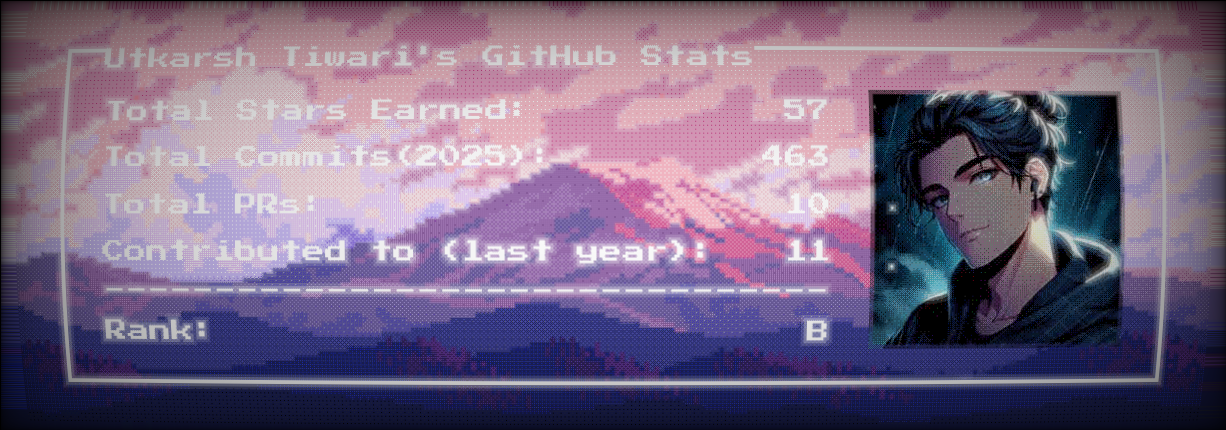 Utkarsh Tiwari's GitHub Stats
Total Stars Earned: 57
Total Commits(2025): 463
Total PRs: 10
Contributed to (last year): 11
Rank: B